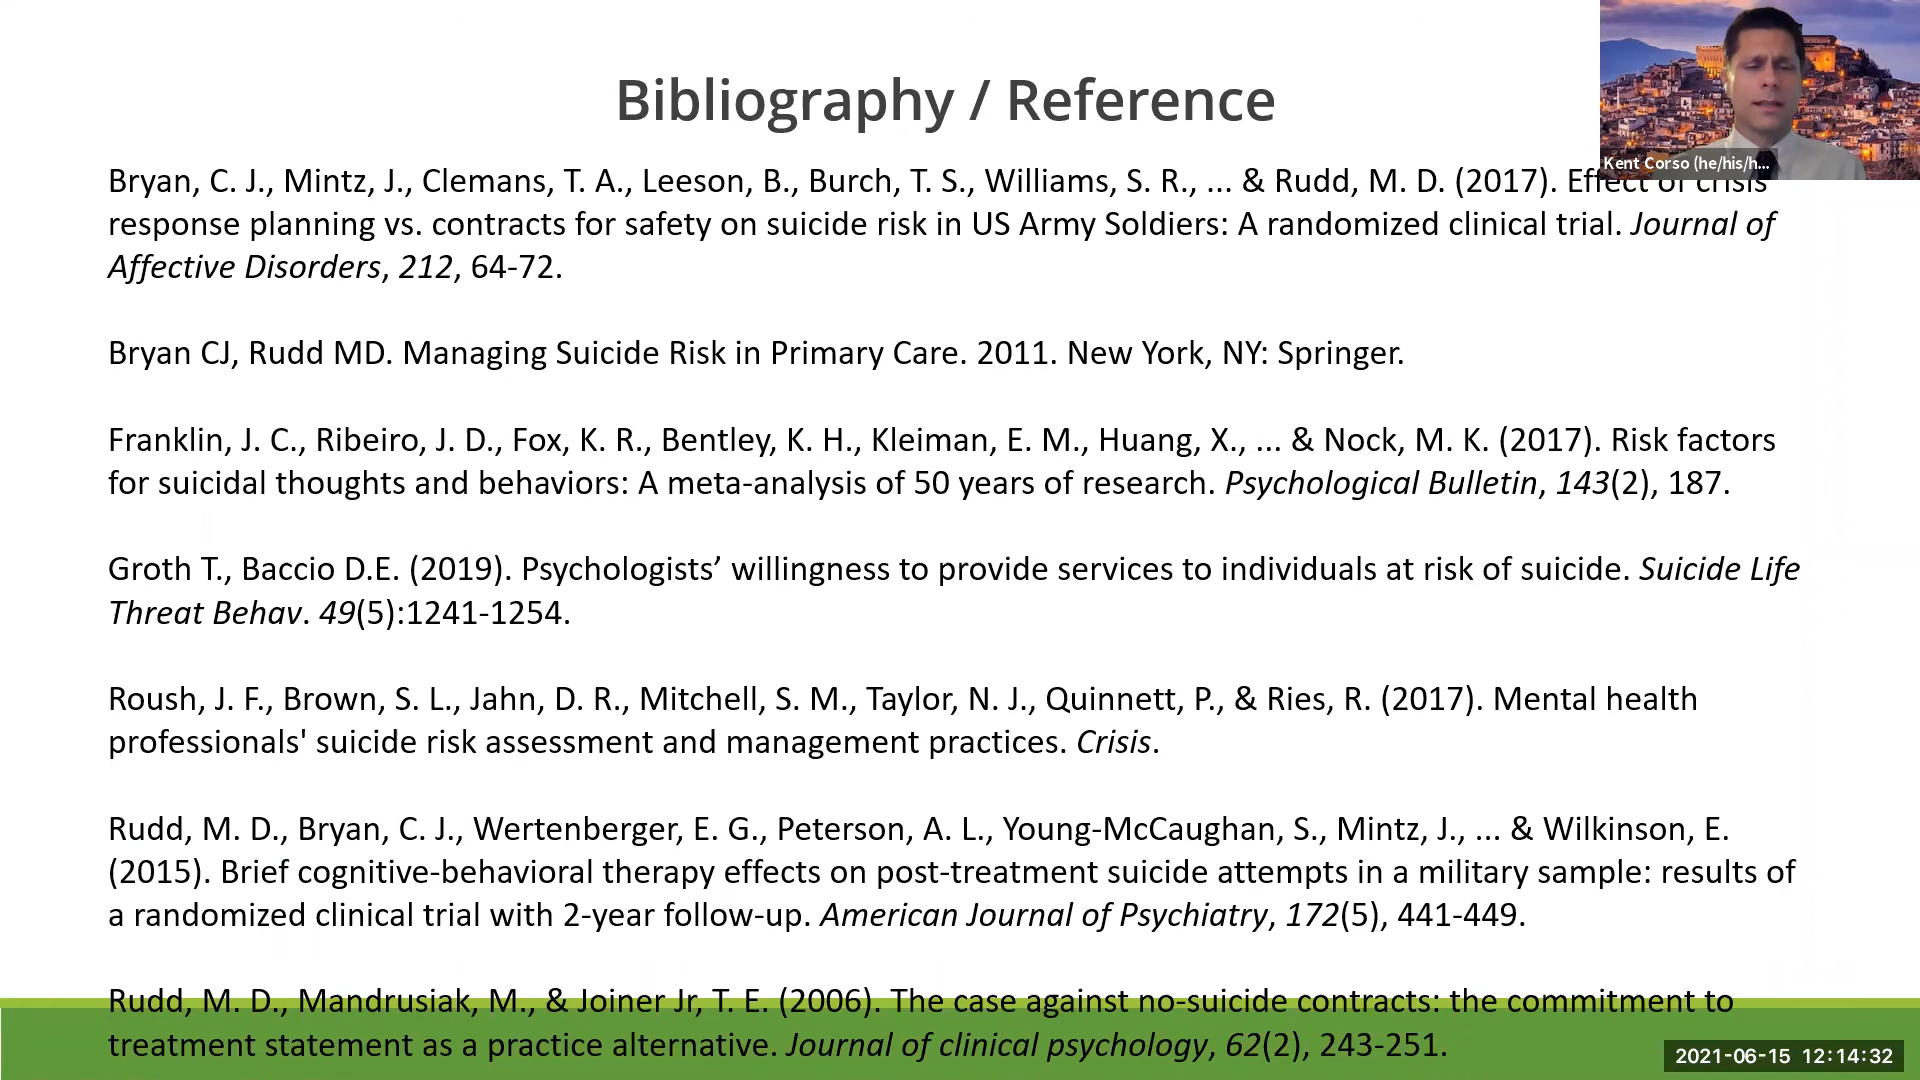 Bibliography / Reference
Kent Corso (he/his/h...
Bryan, C. J., Mintz, J., Clemans, T. A., Leeson, B., Burch, T. S., Williams, S. R., ... & Rudd, M. D. (2017). Effect of crisis
response planning vs. contracts for safety on suicide risk in US Army Soldiers: A randomized clinical trial. Journal of
Affective Disorders, 212, 64-72.
Bryan CJ, Rudd MD. Managing Suicide Risk in Primary Care. 2011. New York, NY: Springer.
Franklin, J. C., Ribeiro, J. D., Fox, K. R., Bentley, K. H., Kleiman, E. M., Huang, X., ... & Nock, M. K. (2017). Risk factors
for suicidal thoughts and behaviors: A meta-analysis of 50 years of research. Psychological Bulletin, 143(2), 187.
Groth T., Baccio D.E. (2019). Psychologists’ willingness to provide services to individuals at risk of suicide. Suicide Life
Threat Behav. 49(5):1241-1254.
Roush, J. F., Brown, S. L., Jahn, D. R., Mitchell, S. M., Taylor, N. J., Quinnett, P., & Ries, R. (2017). Mental health
professionals' suicide risk assessment and management practices. Crisis.
Rudd, M. D., Bryan, C. J., Wertenberger, E. G., Peterson, A. L., Young-McCaughan, S., Mintz, J., ... & Wilkinson, E.
(2015). Brief cognitive-behavioral therapy effects on post-treatment suicide attempts in a military sample: results of
a randomized clinical trial with 2-year follow-up. American Journal of Psychiatry, 172(5), 441-449.
Rudd, M. D., Mandrusiak, M., & Joiner Jr, T. E. (2006). The case against no-suicide contracts: the commitment to
treatment statement as a practice alternative. Journal of clinical psychology, 62(2), 243-251.
2021-06-15 12:14:32